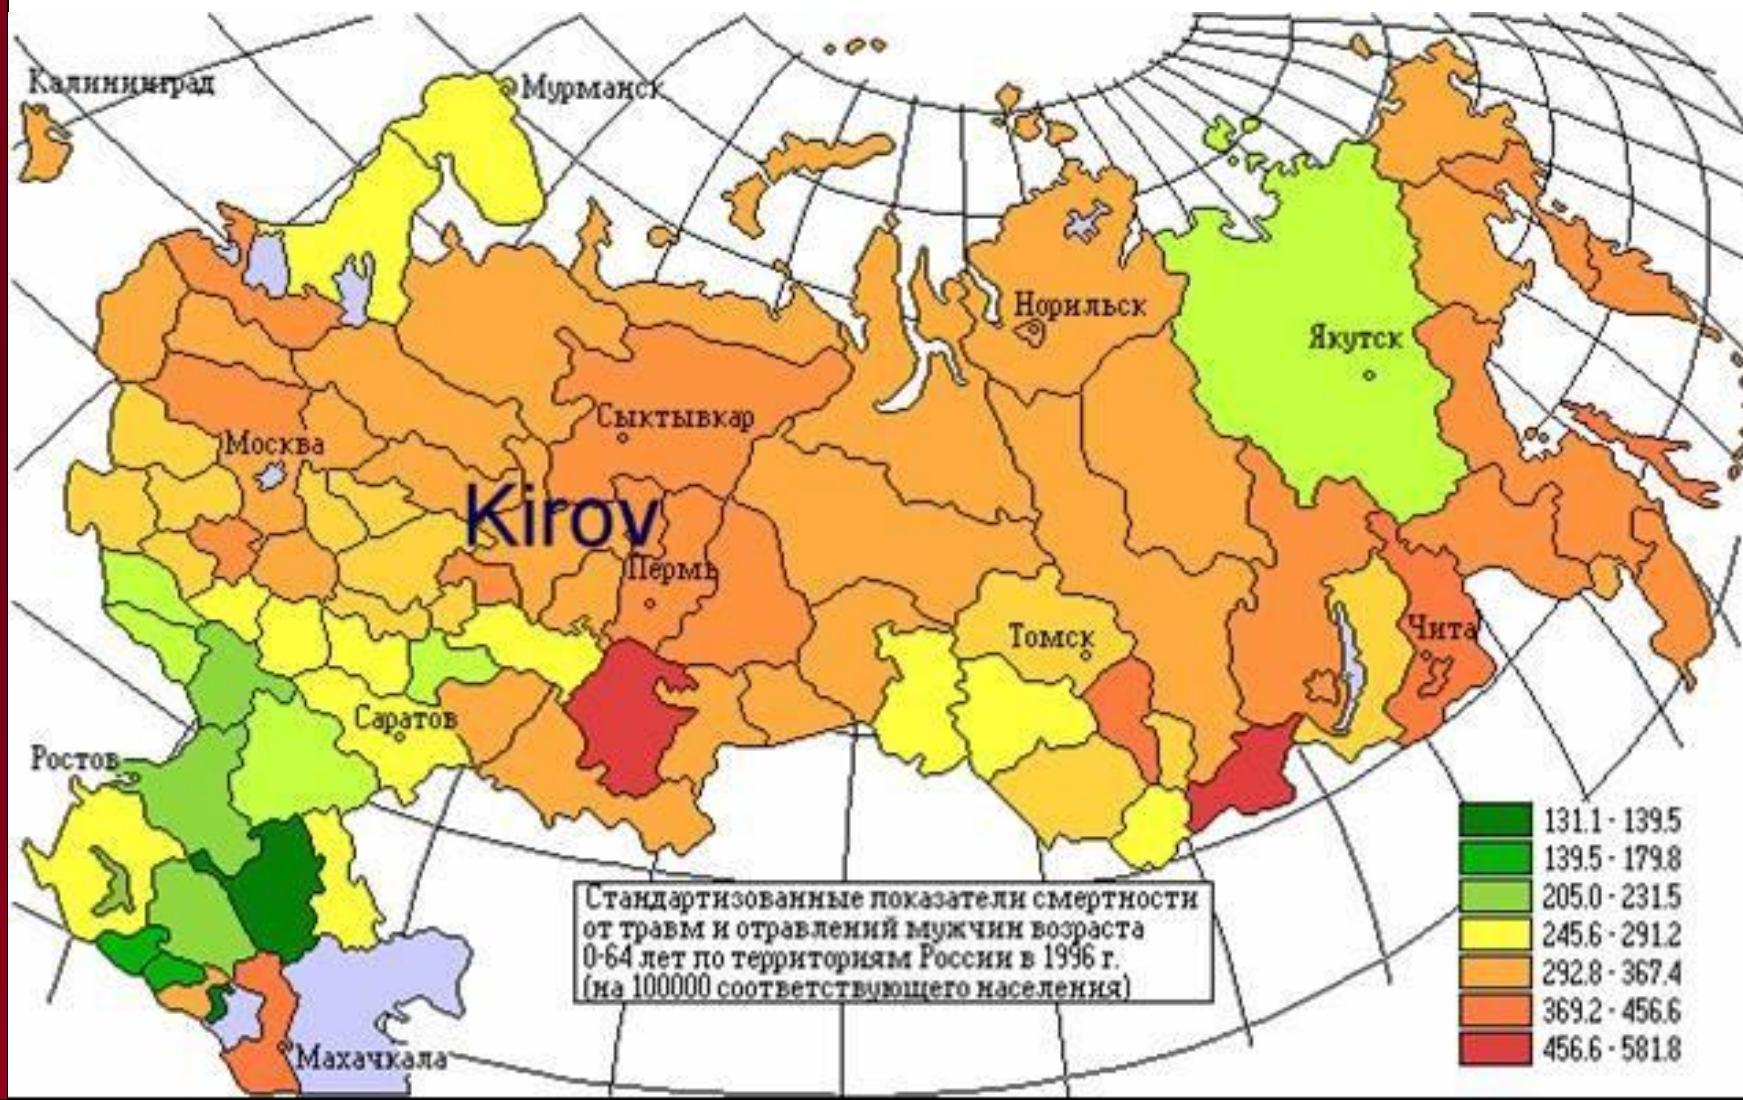 Калининград
Мурманск
Норильск
Якутск
Сыктывкар
Москва
Kirov
Пермь
Томск
Чита
Саратов
Ростов
Махачкала
Стандартизованные показатели смертности
от травм и отравлений мужчин возраста
0-64 лет по территориям России в 1996 г.
(на 100000 соответствующего населения)
131.1 - 139.5
139.5 - 179.8
205.0 - 231.5
245.6 - 291.2
292.8 - 367.4
369.2 - 456.6
456.6 - 581.8